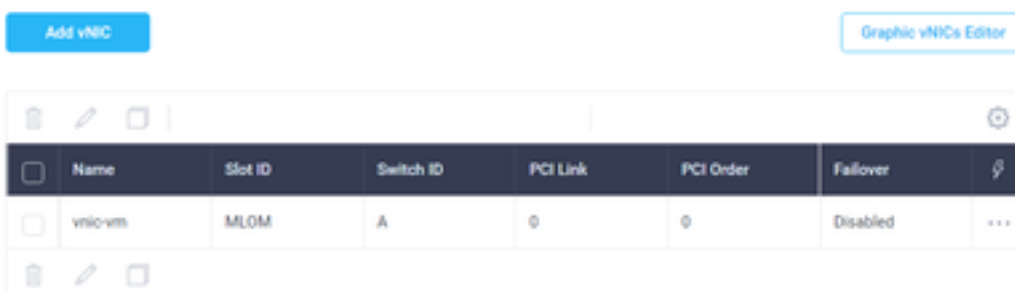 Add vNIC
Graphic vNICs Editor
Name Slot ID Switch ID PCI Link PCI Order Failover
vnic-vm MLOM A 0 0 Disabled